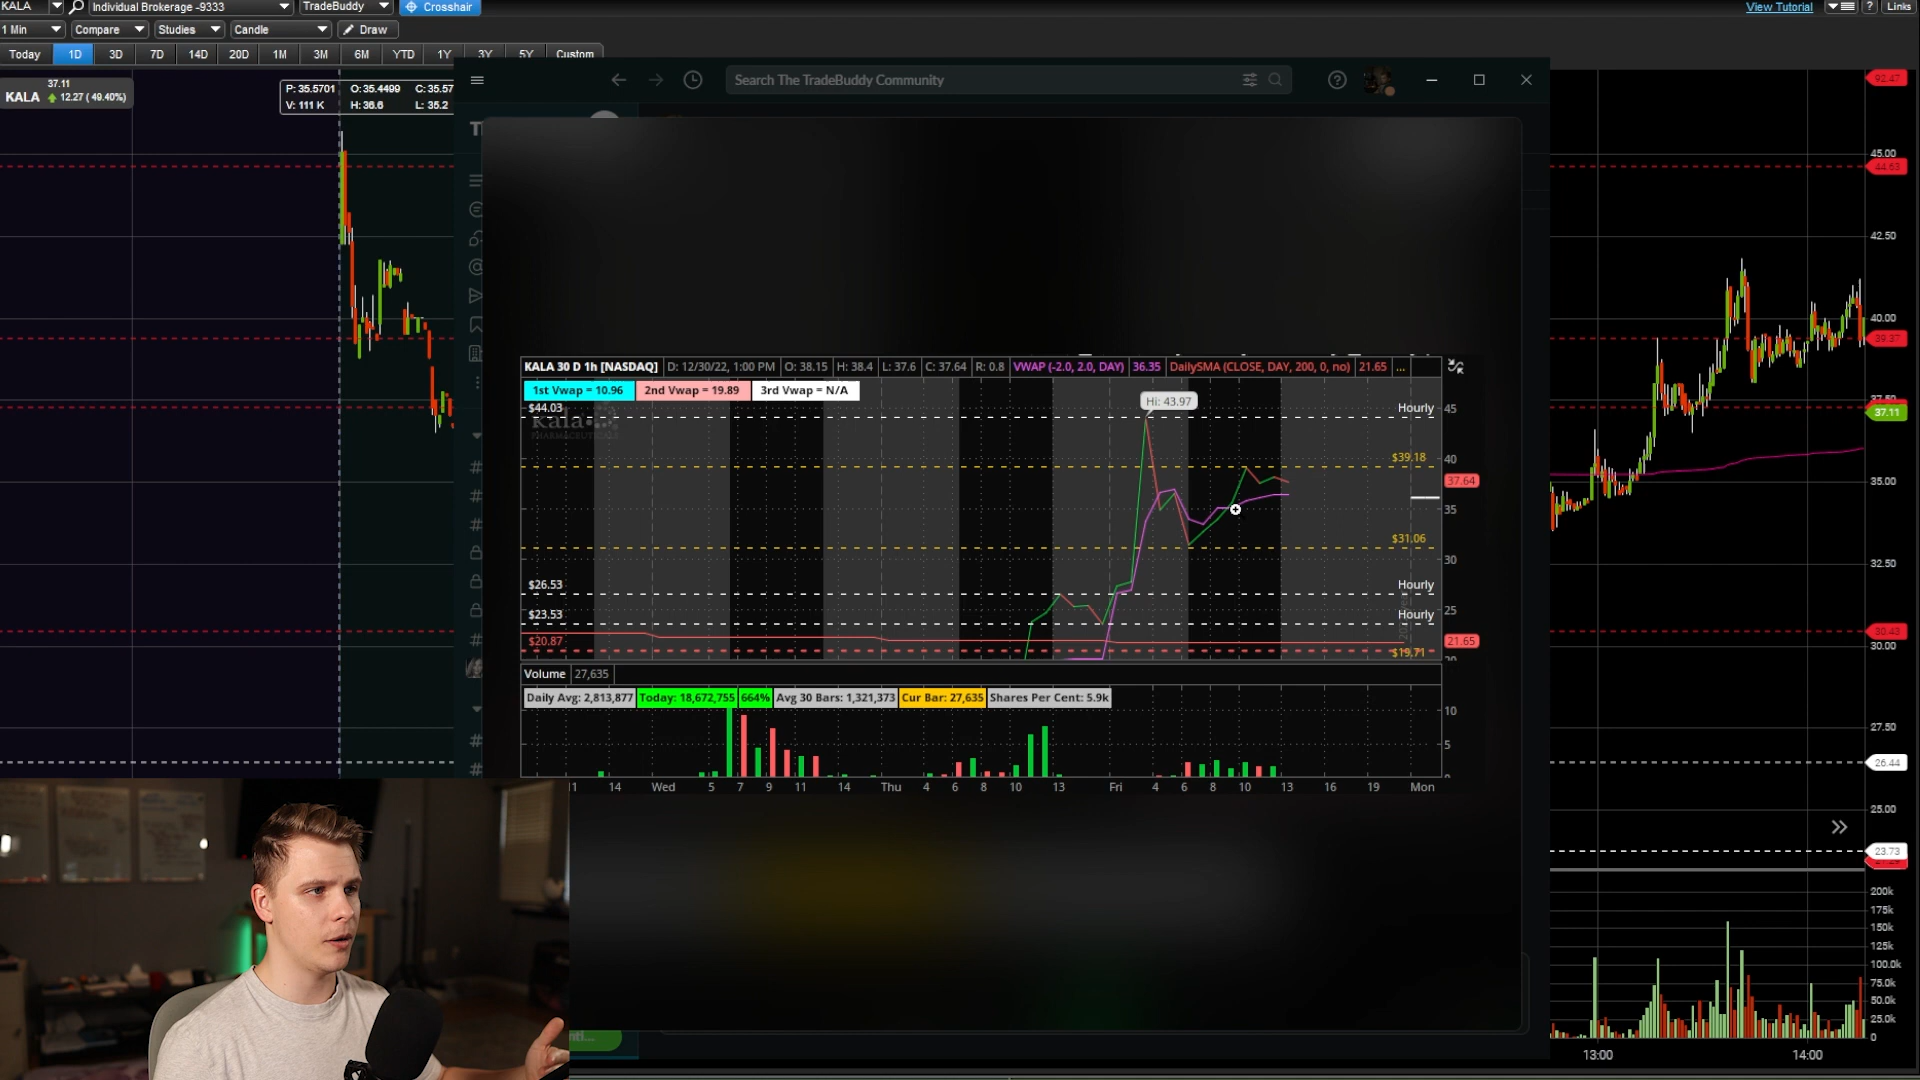 KALA
Individual Brokerage -9333
TradeBuddy
Crosshair
View Tutorial
?
Links
1 Min
Compare
Studies
Candle
Draw
Today
1D
3D
7D
14D
20D
1M
3M
6M
YTD
1Y
3Y
5Y
Custom
37.11
KALA 12.27 (49.40%)
P: 35.5701 O: 35.4499 C: 35.57
V: 111 K H: 36.6 L: 35.2
Search The TradeBuddy Community
KALA 30 D 1h [NASDAQ] D: 12/30/22, 1:00 PM O: 38.15 H: 38.4 L: 37.6 C: 37.64 R: 0.8 VWAP (-2.0, 2.0, DAY) 36.35 DailySMA (CLOSE, DAY, 200, 0, no) 21.65 ...
1st Vwap = 10.96 2nd Vwap = 19.89 3rd Vwap = N/A
$44.03
Kala
PHARMACEUTICALS
Hi: 43.97
Hourly
45
$39.18
40
37.64
35
$31.06
30
$26.53
Hourly
25
$23.53
Hourly
$20.87
21.65
$19.71
20
Volume 27,635
Daily Avg: 2,813,877 Today: 18,672,755 664% Avg 30 Bars: 1,321,373 Cur Bar: 27,635 Shares Per Cent: 5.9k
10
5
0
11 14 Wed 5 7 9 11 14 Thu 4 6 8 10 13 Fri 4 6 8 10 13 16 19 Mon
92.47
45.00
44.63
42.50
40.00
39.37
37.11
35.00
32.50
30.43
30.00
27.50
26.44
25.00
23.73
200k
175k
150k
125k
100.0k
75.0k
50.0k
25.0k
0
13:00 14:00